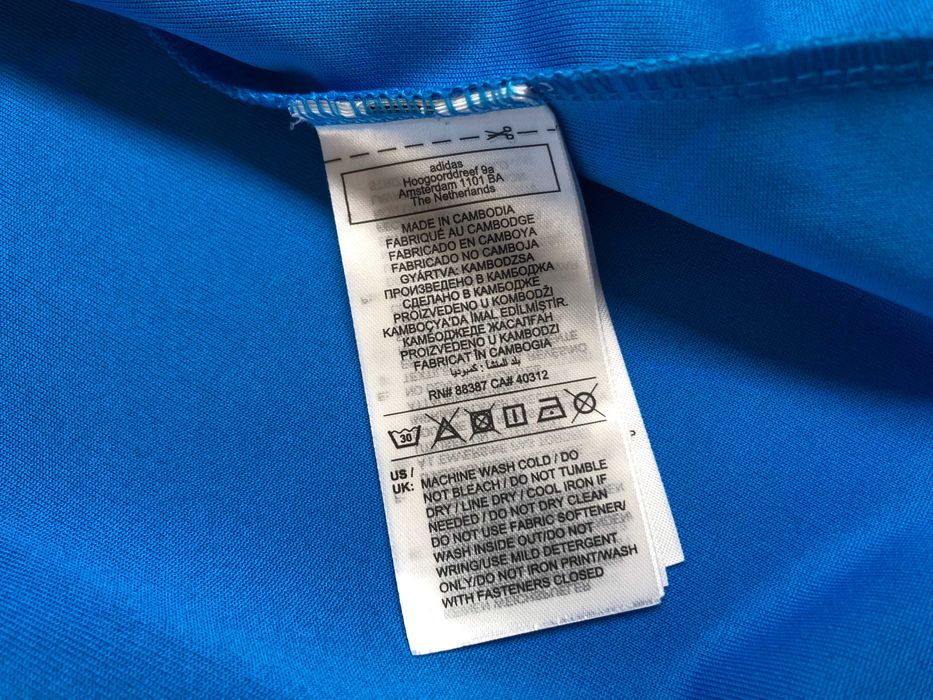 adidas
Hoogoorddreef 9a
Amsterdam 1101 BA
The Netherlands
MADE IN CAMBODIA
FABRIQUÉ AU CAMBODGE
FABRICADO EN CAMBOYA
FABRICADO NO CAMBOJA
GYÁRTVA: KAMBODZSA
ПРОИЗВЕДЕНО В КАМБОДЖА
СДЕЛАНО В КАМБОДЖЕ
PROIZVEDENO U KOMBODŽI
KAMBOÇYA'DA İMAL EDİLMİŞTİR.
КАМБОДЖЕДЕ ЖАСАЛҒАН
PROIZVEDENO U KAMBODZI
FABRICAT ÎN CAMBOGIA
بلد المنشأ : كمبوديا
RN# 88387 CA# 40312
30
US / UK: MACHINE WASH COLD / DO
NOT BLEACH / DO NOT TUMBLE
DRY / LINE DRY / COOL IRON IF
NEEDED / DO NOT DRY CLEAN
DO NOT USE FABRIC SOFTENER/
WASH INSIDE OUT/DO NOT
WRING/USE MILD DETERGENT
ONLY/DO NOT IRON PRINT/WASH
WITH FASTENERS CLOSED